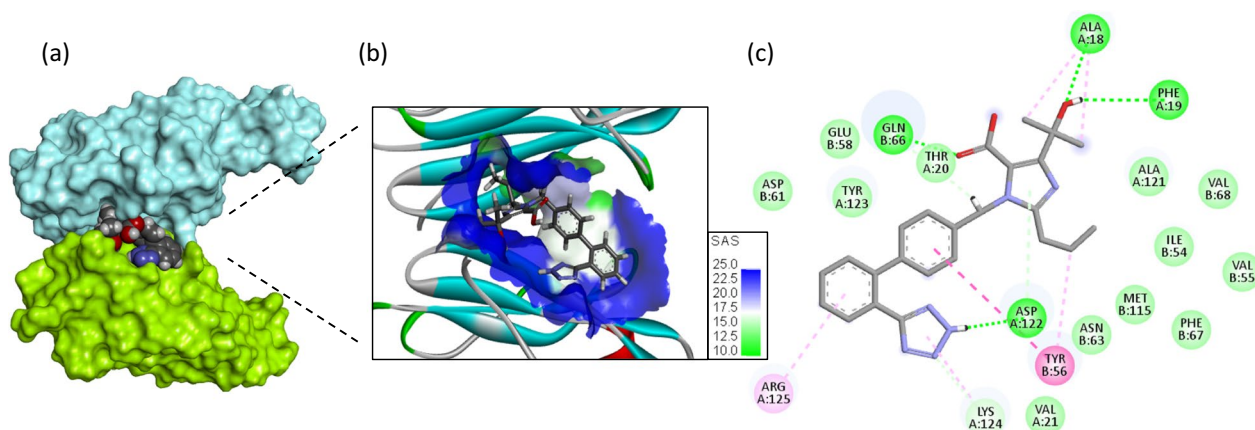 (a)
(b)
(c)
SAS
25.0
22.5
20.0
17.5
15.0
12.5
10.0
ALA
A:18
PHE
A:19
GLN
B:66
GLU
B:58
THR
A:20
ASP
B:61
TYR
A:123
ALA
A:121
VAL
B:68
ILE
B:54
VAL
B:55
MET
B:115
PHE
B:67
ASP
A:122
ASN
B:63
TYR
B:56
ARG
A:125
LYS
A:124
VAL
A:21
O
O
H
N
N
N
N
N
N
H